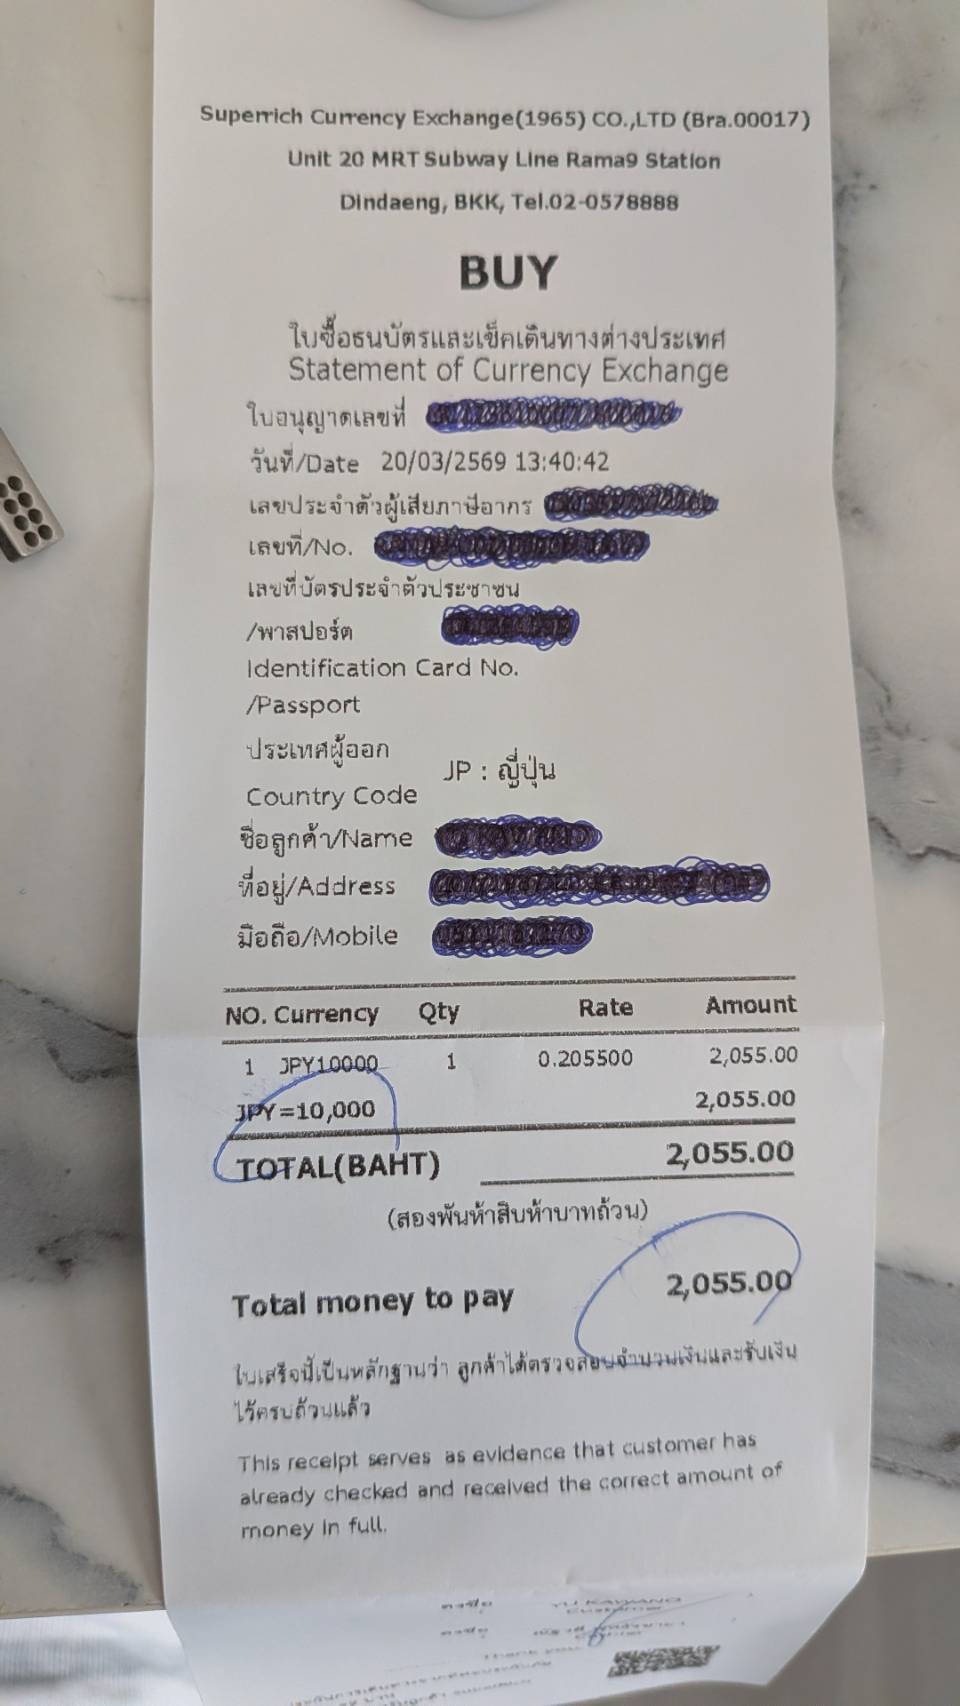 Superrich Currency Exchange(1965) CO.,LTD (Bra.00017)
Unit 20 MRT Subway Line Rama9 Station
Dindaeng, BKK, Tel.02-0578888
BUY
ใบซื้อธนบัตรและเช็คเดินทางต่างประเทศ
Statement of Currency Exchange
ใบอนุญาตเลขที่
วันที่/Date 20/03/2569 13:40:42
เลขประจำตัวผู้เสียภาษีอากร
เลขที่/No.
เลขที่บัตรประจำตัวประชาชน
/พาสปอร์ต
Identification Card No.
/Passport
ประเทศผู้ออก
JP : ญี่ปุ่น
Country Code
ชื่อลูกค้า/Name
ที่อยู่/Address
มือถือ/Mobile
NO. Currency Qty Rate Amount
1 JPY10000 1 0.205500 2,055.00
JPY=10,000 2,055.00
TOTAL(BAHT) 2,055.00
(สองพันห้าสิบห้าบาทถ้วน)
Total money to pay 2,055.00
ใบเสร็จนี้เป็นหลักฐานว่า ลูกค้าได้ตรวจสอบจำนวนเงินและรับเงิน
ไว้ครบถ้วนแล้ว
This receipt serves as evidence that customer has
already checked and received the correct amount of
money in full.
ลงชื่อ
Customer
ลงชื่อ
Cashier
Thank you